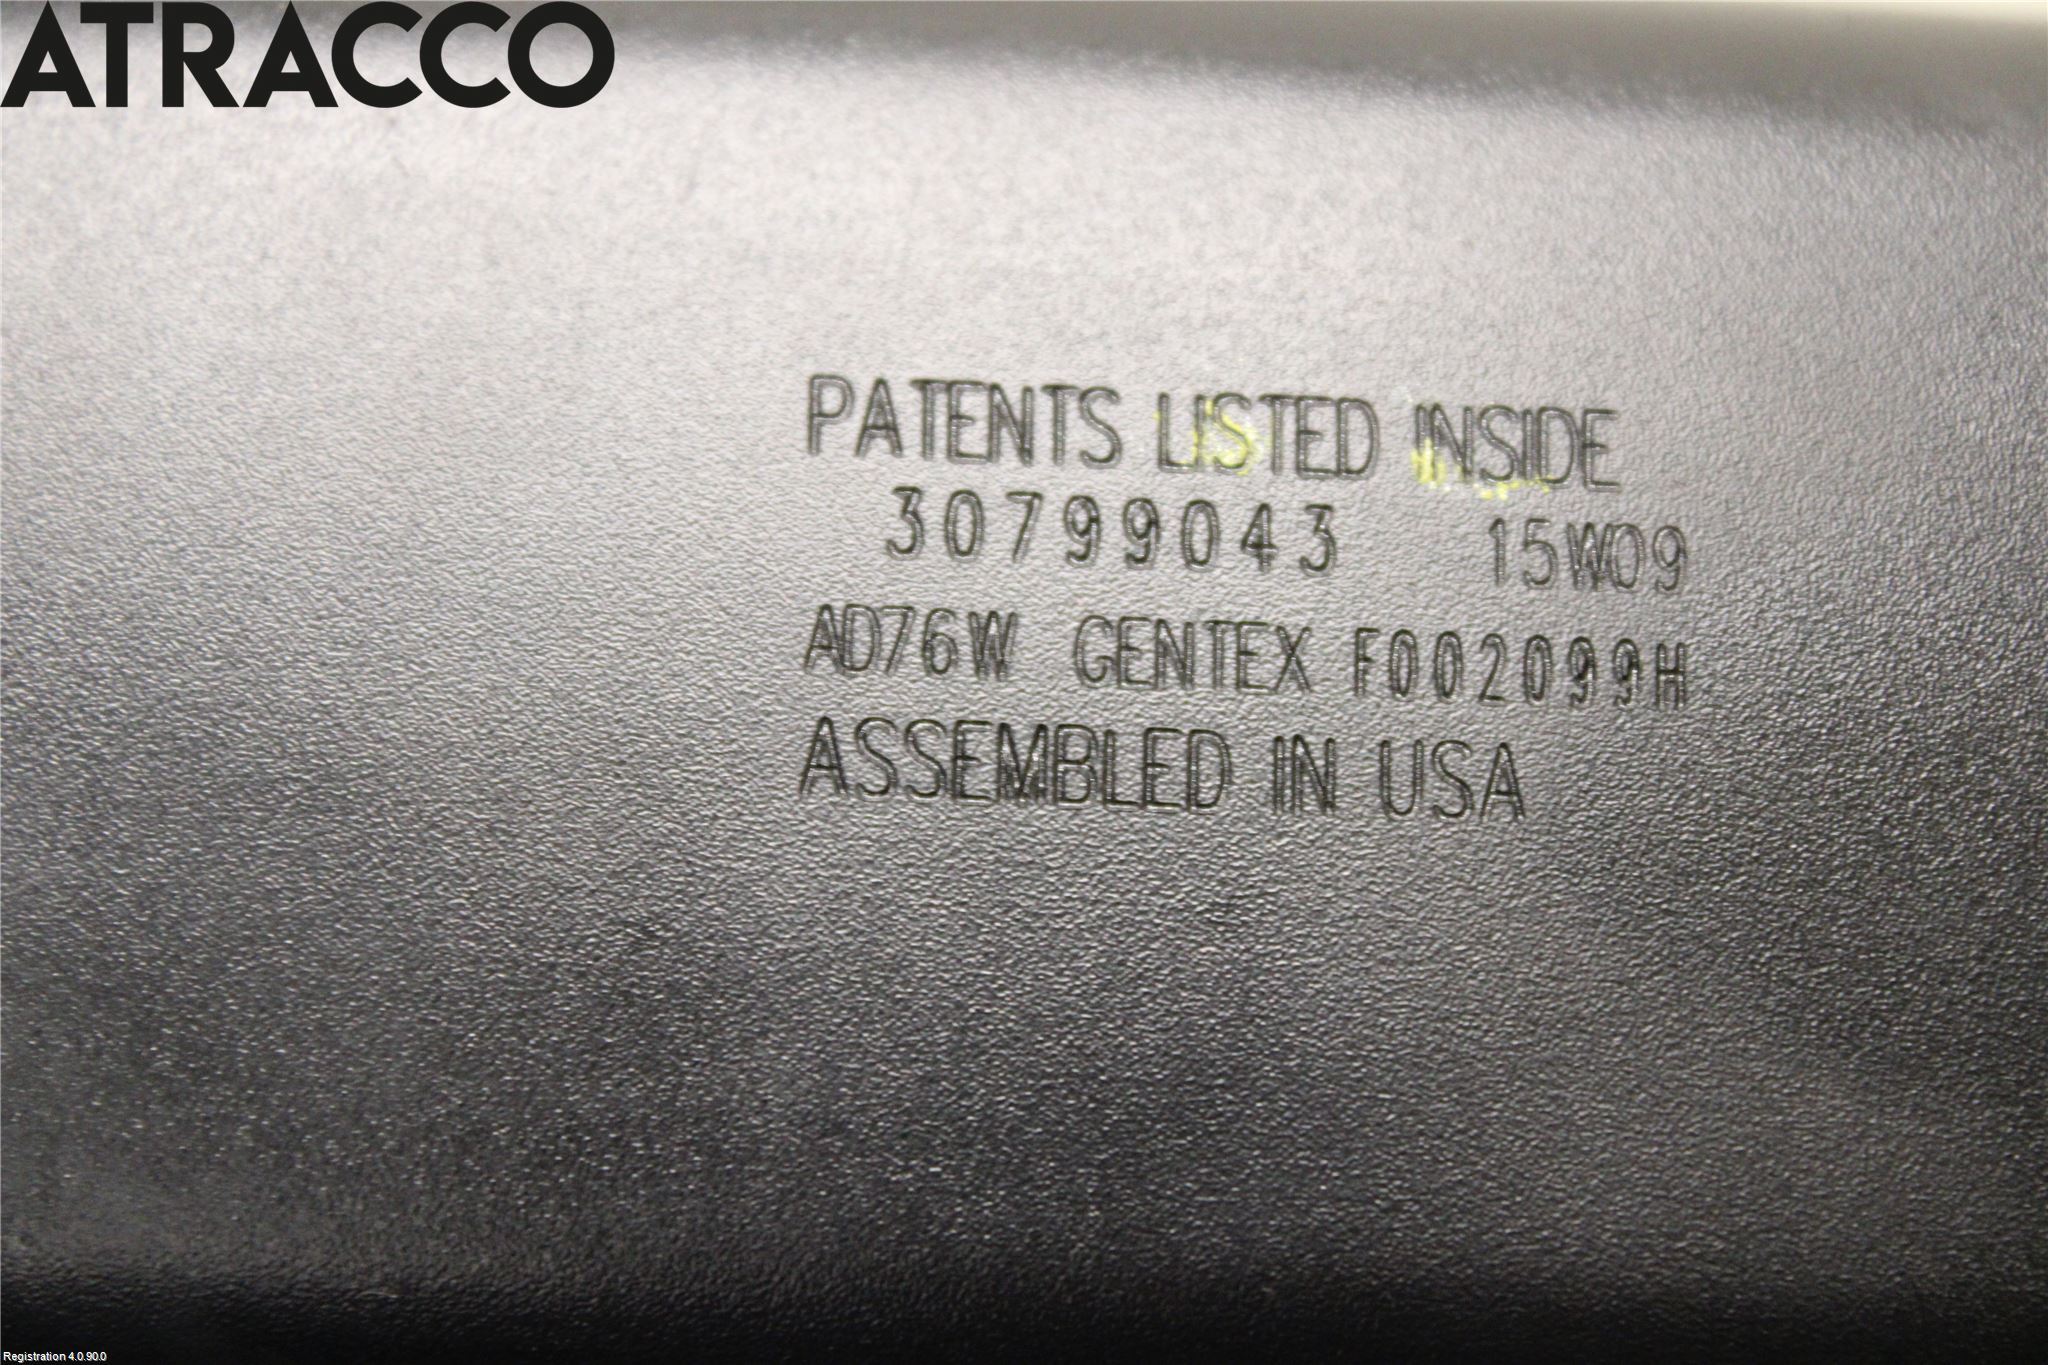 ATRACCO
PATENTS LISTED INSIDE
30799043 15W09
AD76W GENTEX F002099H
ASSEMBLED IN USA
Registration 4.0.90.0